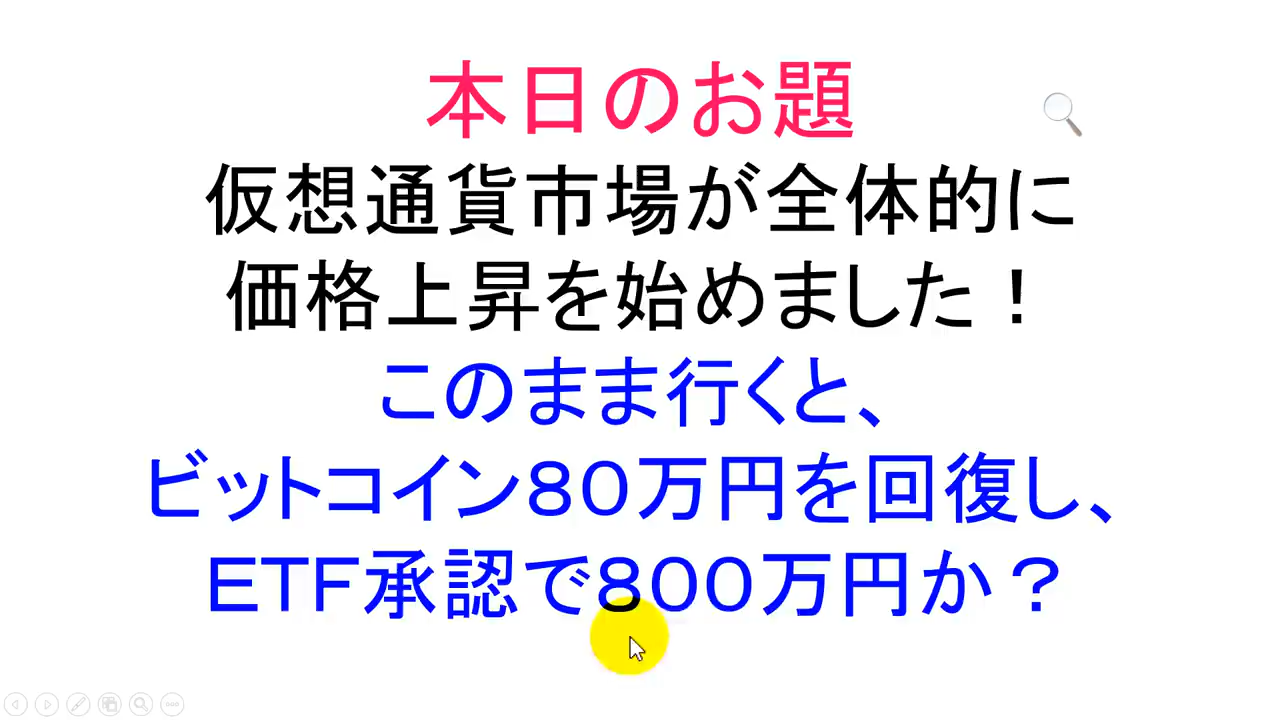 本日のお題
仮想通貨市場が全体的に
価格上昇を始めました！
このまま行くと、
ビットコイン８０万円を回復し、
ＥＴＦ承認で８００万円か？